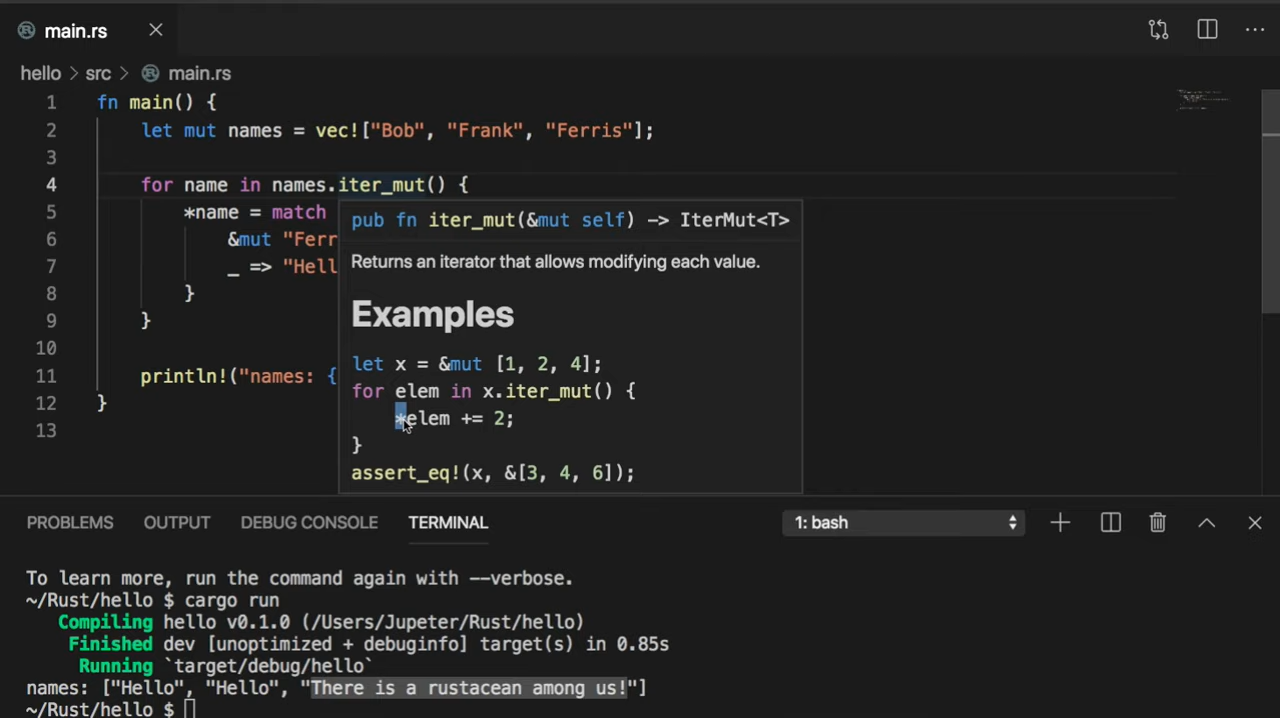 main.rs
hello > src > main.rs
1 fn main() {
2 let mut names = vec!["Bob", "Frank", "Ferris"];
3
4 for name in names.iter_mut() {
5 *name = match
pub fn iter_mut(&mut self) -> IterMut<T>
6 &mut "Ferr
7 _ => "Hell
Returns an iterator that allows modifying each value.
8 }
Examples
9 }
10
let x = &mut [1, 2, 4];
11 println!("names: {
for elem in x.iter_mut() {
12 }
*elem += 2;
13
}
assert_eq!(x, &[3, 4, 6]);
PROBLEMS OUTPUT DEBUG CONSOLE TERMINAL 1: bash
To learn more, run the command again with --verbose.
~/Rust/hello $ cargo run
Compiling hello v0.1.0 (/Users/Jupeter/Rust/hello)
Finished dev [unoptimized + debuginfo] target(s) in 0.85s
Running `target/debug/hello`
names: ["Hello", "Hello", "There is a rustacean among us!"]
~/Rust/hello $